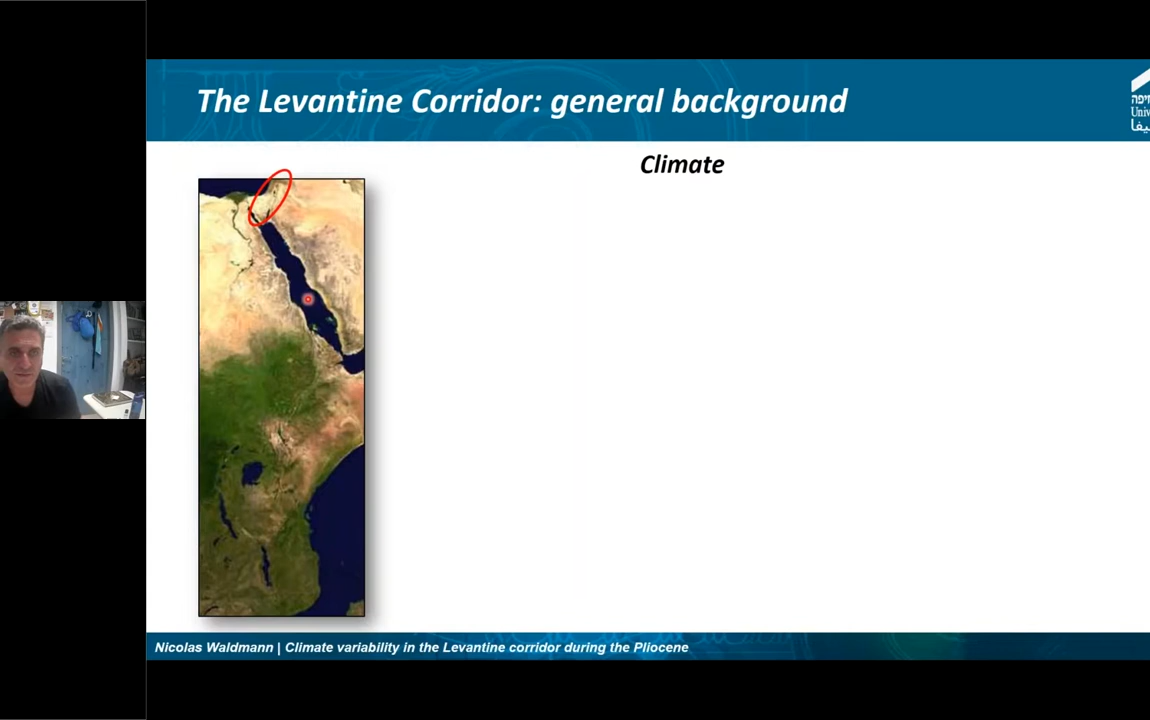 The Levantine Corridor: general background
Climate
Nicolas Waldmann | Climate variability in the Levantine corridor during the Pliocene